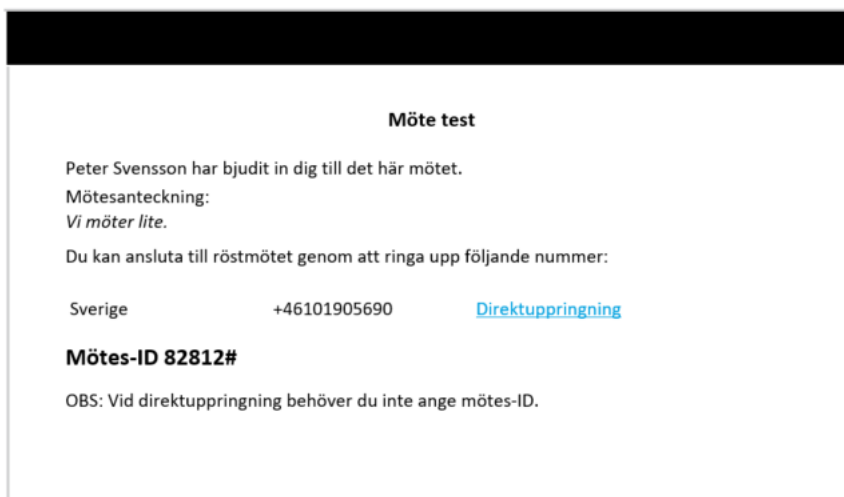 Möte test
Peter Svensson har bjudit in dig till det här mötet.
Mötesanteckning:
Vi möter lite.
Du kan ansluta till röstmötet genom att ringa upp följande nummer:
Sverige +46101905690 Direktuppringning
Mötes-ID 82812#
OBS: Vid direktuppringning behöver du inte ange mötes-ID.